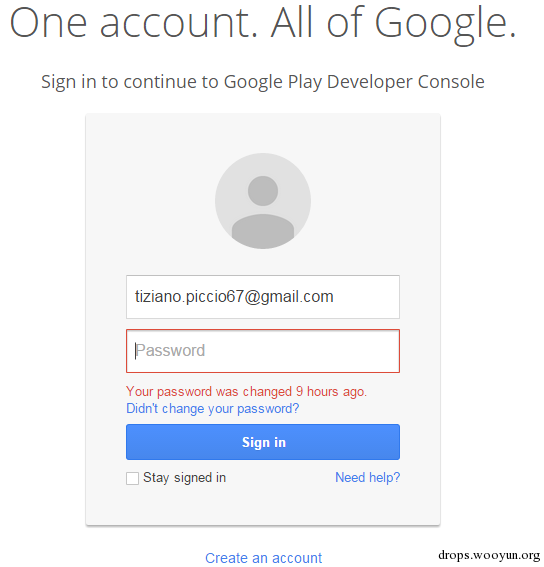 One account. All of Google.
Sign in to continue to Google Play Developer Console
tiziano.piccio67@gmail.com
Password
Your password was changed 9 hours ago.
Didn't change your password?
Sign in
Stay signed in Need help?
Create an account
drops.wooyun.org